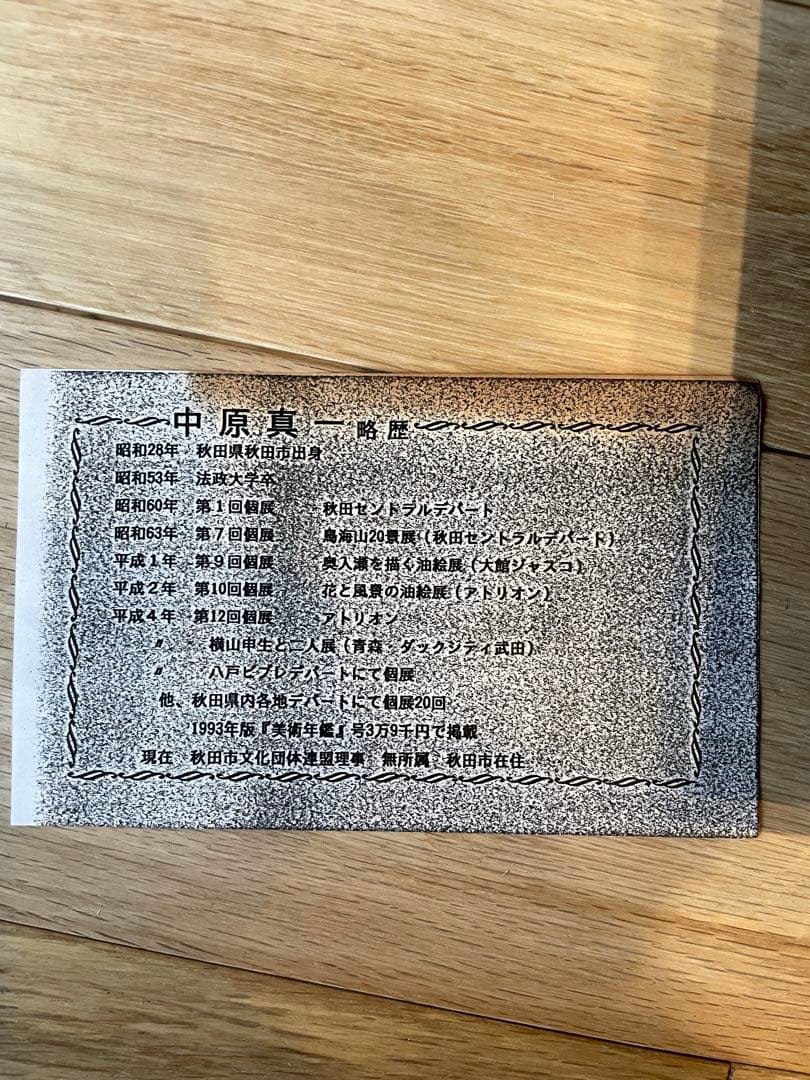 中原真一略歴
昭和28年 秋田県秋田市出身
昭和53年 法政大学卒
昭和60年 第1回個展 秋田セントラルデパート
昭和63年 第7回個展 鳥海山20景展(秋田セントラルデパート)
平成1年 第9回個展 奥入瀬を描く油絵展(大館ジャスコ)
平成2年 第10回個展 花と風景の油絵展(アトリオン)
平成4年 第12回個展 アトリオン
〃 横山申生と二人展(青森・ダックシティ武田)
〃 八戸ビブレデパートにて個展
他、秋田県内各地デパートにて個展20回
1993年版『美術年鑑』号3万9千円で掲載
現在 秋田市文化団体連盟理事 無所属 秋田市在住